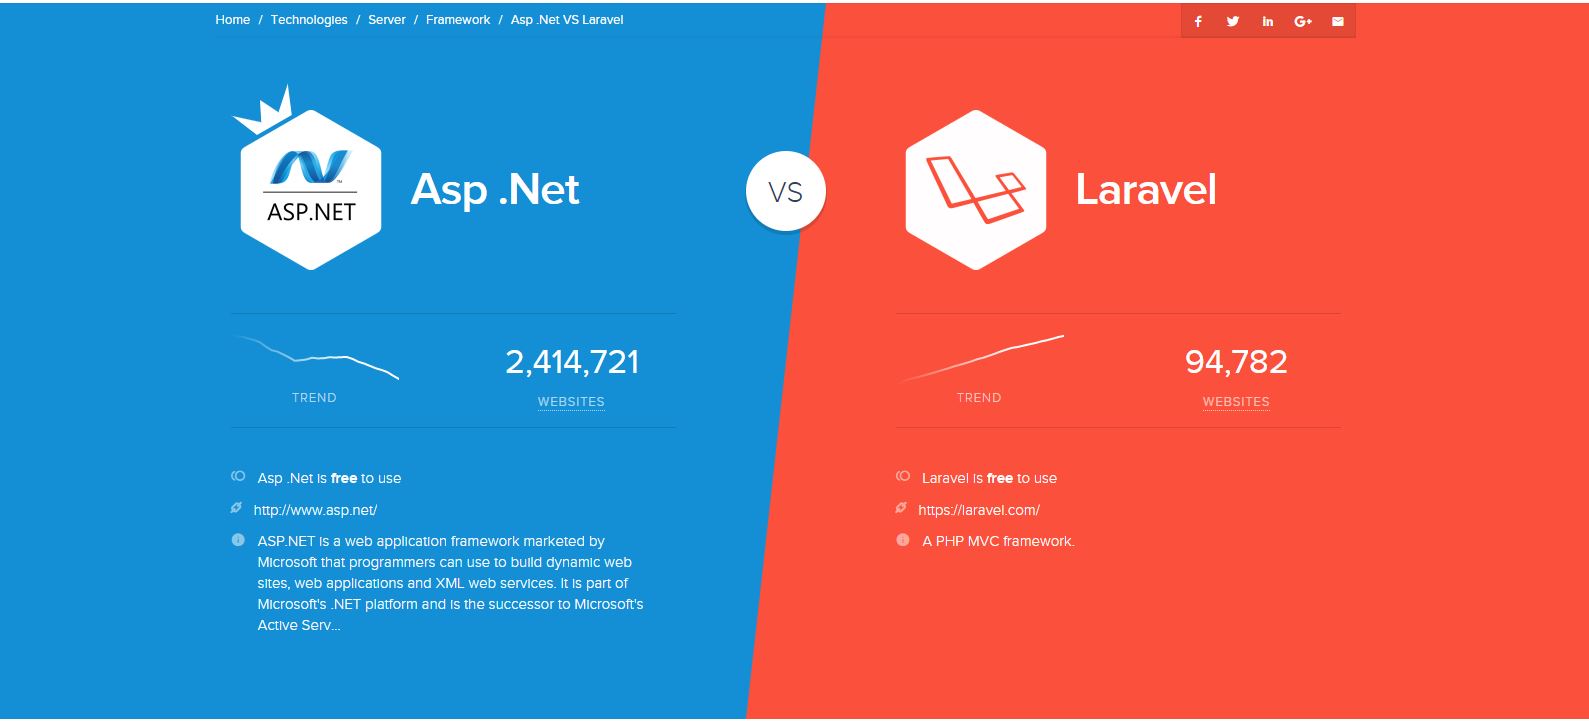 Home / Technologies / Server / Framework / Asp .Net VS Laravel
f in G+
ASP.NET
Asp .Net
VS
Laravel
TREND
2,414,721
WEBSITES
TREND
94,782
WEBSITES
Asp .Net is free to use
http://www.asp.net/
ASP.NET is a web application framework marketed by
Microsoft that programmers can use to build dynamic web
sites, web applications and XML web services. It is part of
Microsoft's .NET platform and is the successor to Microsoft's
Active Serv...
Laravel is free to use
https://laravel.com/
A PHP MVC framework.